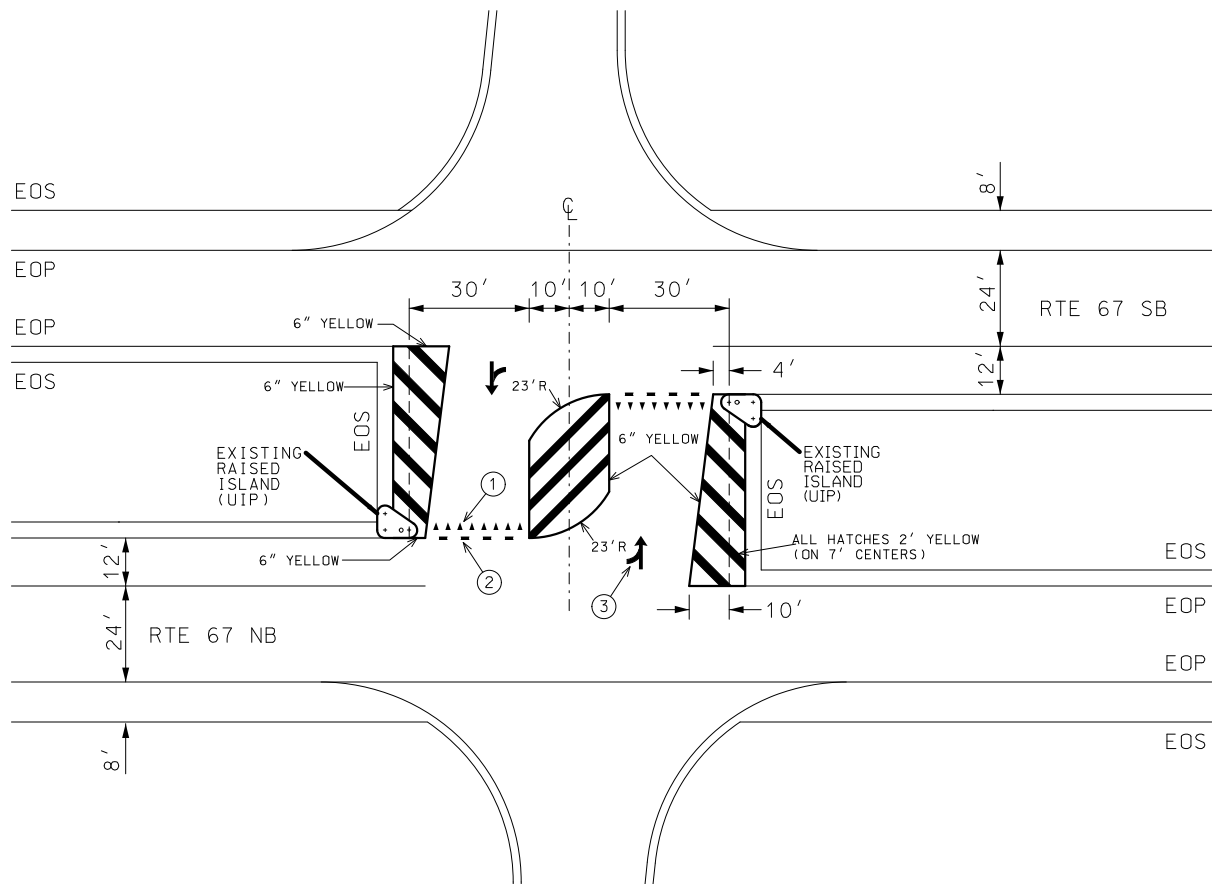 EOS
8'
EOP
℄
30'
10'
10'
30'
24'
RTE 67 SB
6" YELLOW
EOP
4'
12'
EOS
6" YELLOW
23'R
EOS
6" YELLOW
EXISTING
RAISED
ISLAND
(UIP)
EXISTING
RAISED
ISLAND
(UIP)
1
EOS
ALL HATCHES 2' YELLOW
(ON 7' CENTERS)
EOS
12'
6" YELLOW
2
23'R
3
10'
EOP
24'
RTE 67 NB
EOP
8'
EOS